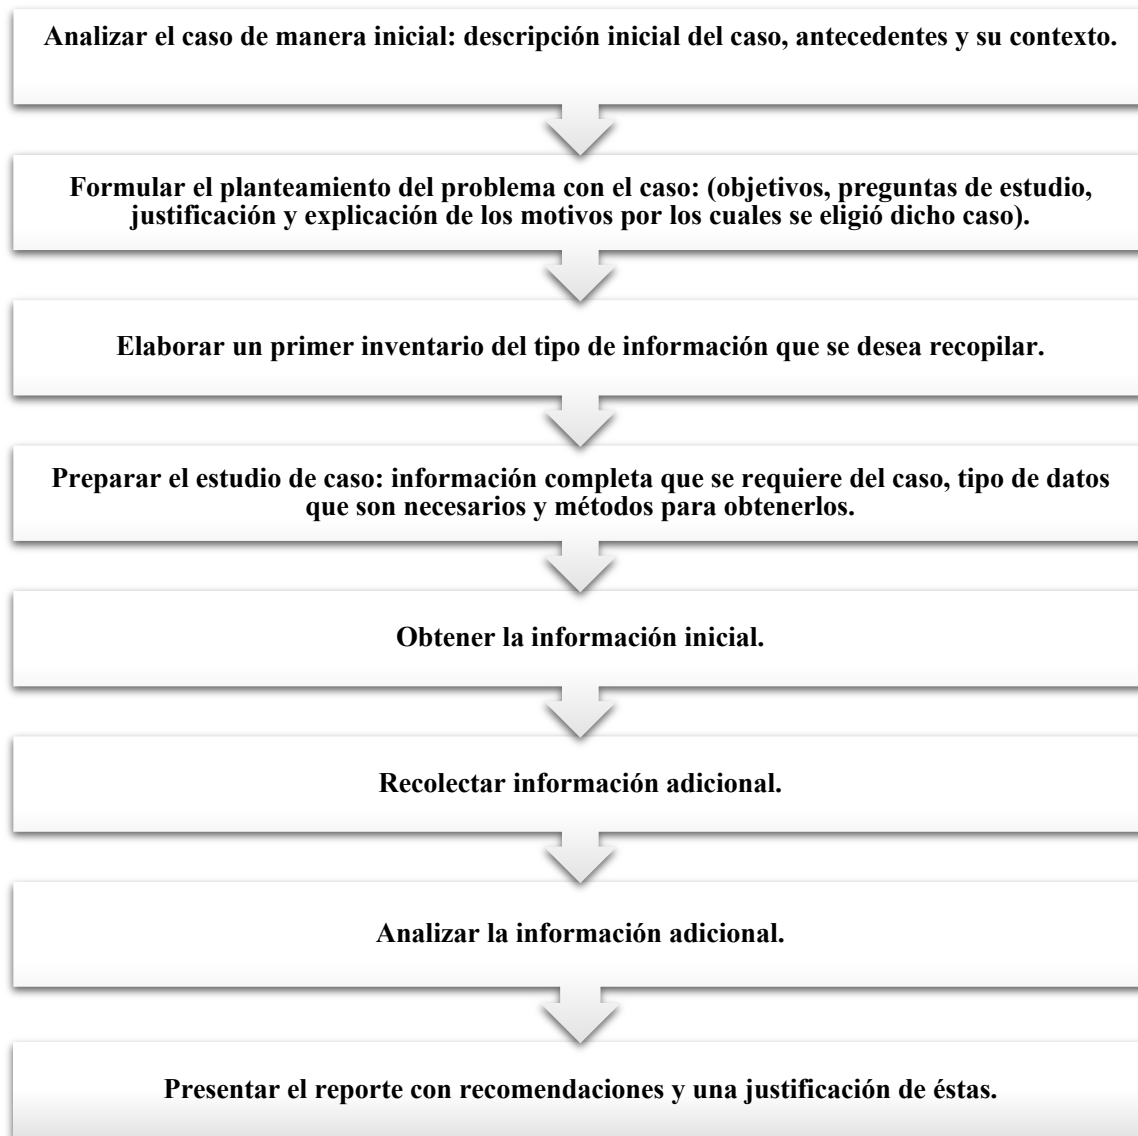 Analizar el caso de manera inicial: descripción inicial del caso, antecedentes y su contexto.
Formular el planteamiento del problema con el caso: (objetivos, preguntas de estudio,
justificación y explicación de los motivos por los cuales se eligió dicho caso).
Elaborar un primer inventario del tipo de información que se desea recopilar.
Preparar el estudio de caso: información completa que se requiere del caso, tipo de datos
que son necesarios y métodos para obtenerlos.
Obtener la información inicial.
Recolectar información adicional.
Analizar la información adicional.
Presentar el reporte con recomendaciones y una justificación de éstas.